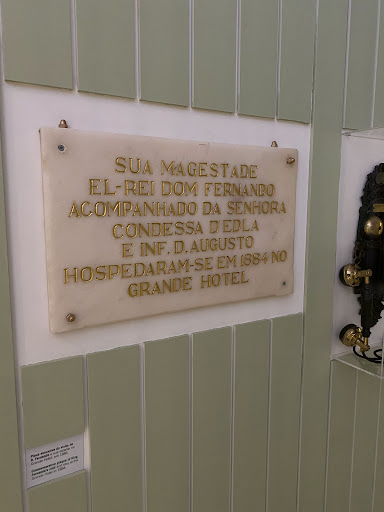 SUA MAGESTADE
EL-REI DOM FERNANDO
ACOMPANHADO DA SENHORA
CONDESSA D'EDLA
E INF. D. AUGUSTO
HOSPEDARAM-SE EM 1884 NO
GRANDE HOTEL